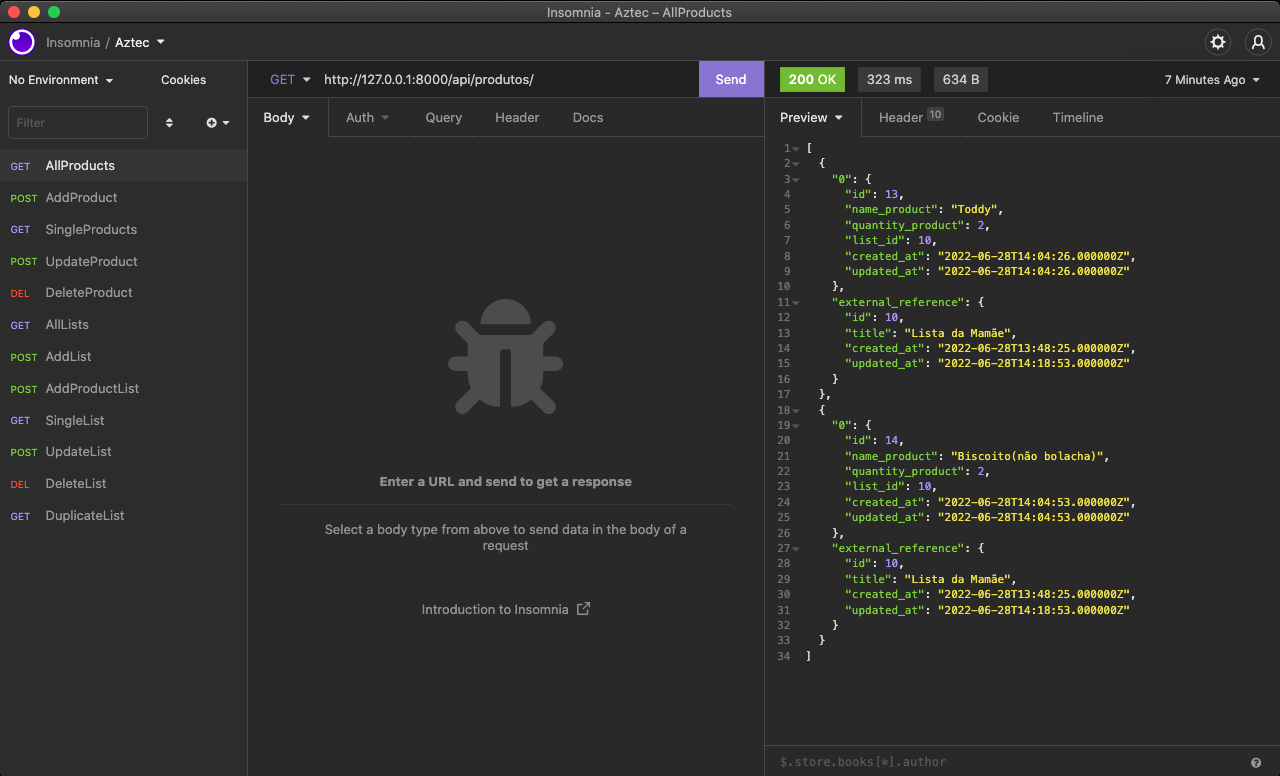 Insomnia - Aztec – AllProducts
Insomnia / Aztec
No Environment
Cookies
Filter
GET AllProducts
POST AddProduct
GET SingleProducts
POST UpdateProduct
DEL DeleteProduct
GET AllLists
POST AddList
POST AddProductList
GET SingleList
POST UpdateList
DEL DeleteList
GET DuplicateList
GET http://127.0.0.1:8000/api/produtos/ Send
Body Auth Query Header Docs
Enter a URL and send to get a response
Select a body type from above to send data in the body of a
request
Introduction to Insomnia
200 OK 323 ms 634 B 7 Minutes Ago
Preview Header 10 Cookie Timeline
1 [
2 {
3 "0": {
4 "id": 13,
5 "name_product": "Toddy",
6 "quantity_product": 2,
7 "list_id": 10,
8 "created_at": "2022-06-28T14:04:26.000000Z",
9 "updated_at": "2022-06-28T14:04:26.000000Z"
10 },
11 "external_reference": {
12 "id": 10,
13 "title": "Lista da Mamãe",
14 "created_at": "2022-06-28T13:48:25.000000Z",
15 "updated_at": "2022-06-28T14:18:53.000000Z"
16 }
17 },
18 {
19 "0": {
20 "id": 14,
21 "name_product": "Biscoito(não bolacha)",
22 "quantity_product": 2,
23 "list_id": 10,
24 "created_at": "2022-06-28T14:04:53.000000Z",
25 "updated_at": "2022-06-28T14:04:53.000000Z"
26 },
27 "external_reference": {
28 "id": 10,
29 "title": "Lista da Mamãe",
30 "created_at": "2022-06-28T13:48:25.000000Z",
31 "updated_at": "2022-06-28T14:18:53.000000Z"
32 }
33 }
34 ]
$.store.books[*].author